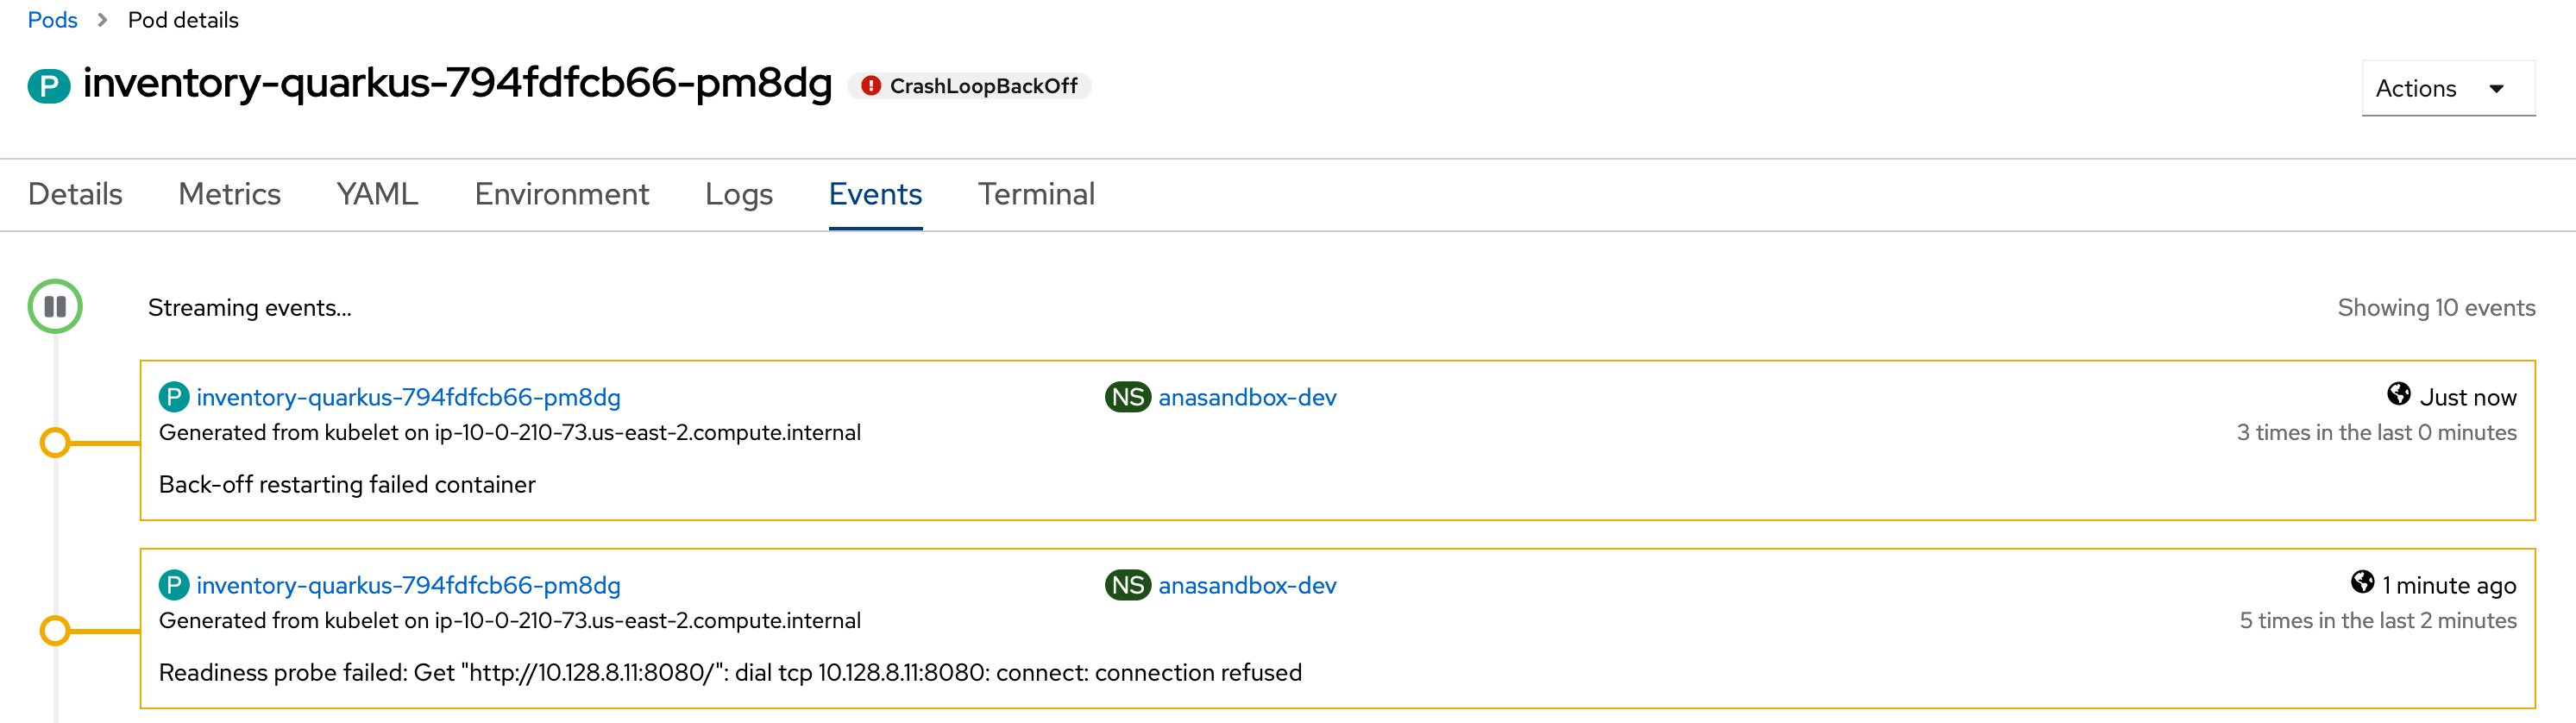 Pods > Pod details
P inventory-quarkus-794fdfcb66-pm8dg CrashLoopBackOff
Actions
Details Metrics YAML Environment Logs Events Terminal
Streaming events... Showing 10 events
P inventory-quarkus-794fdfcb66-pm8dg NS anasandbox-dev Just now
Generated from kubelet on ip-10-0-210-73.us-east-2.compute.internal 3 times in the last 0 minutes
Back-off restarting failed container
P inventory-quarkus-794fdfcb66-pm8dg NS anasandbox-dev 1 minute ago
Generated from kubelet on ip-10-0-210-73.us-east-2.compute.internal 5 times in the last 2 minutes
Readiness probe failed: Get "http://10.128.8.11:8080/": dial tcp 10.128.8.11:8080: connect: connection refused